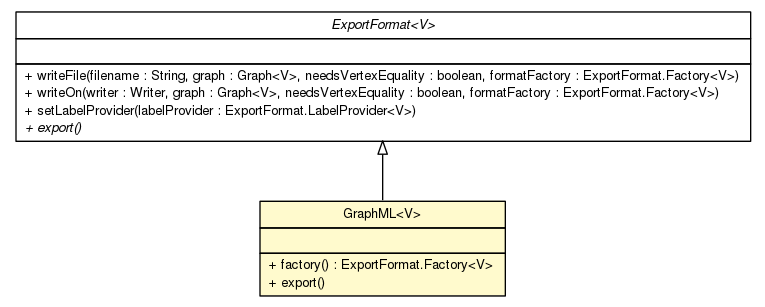 ExportFormat<V>
+ writeFile(filename : String, graph : Graph<V>, needsVertexEquality : boolean, formatFactory : ExportFormat.Factory<V>)
+ writeOn(writer : Writer, graph : Graph<V>, needsVertexEquality : boolean, formatFactory : ExportFormat.Factory<V>)
+ setLabelProvider(labelProvider : ExportFormat.LabelProvider<V>)
+ export()
GraphML<V>
+ factory() : ExportFormat.Factory<V>
+ export()